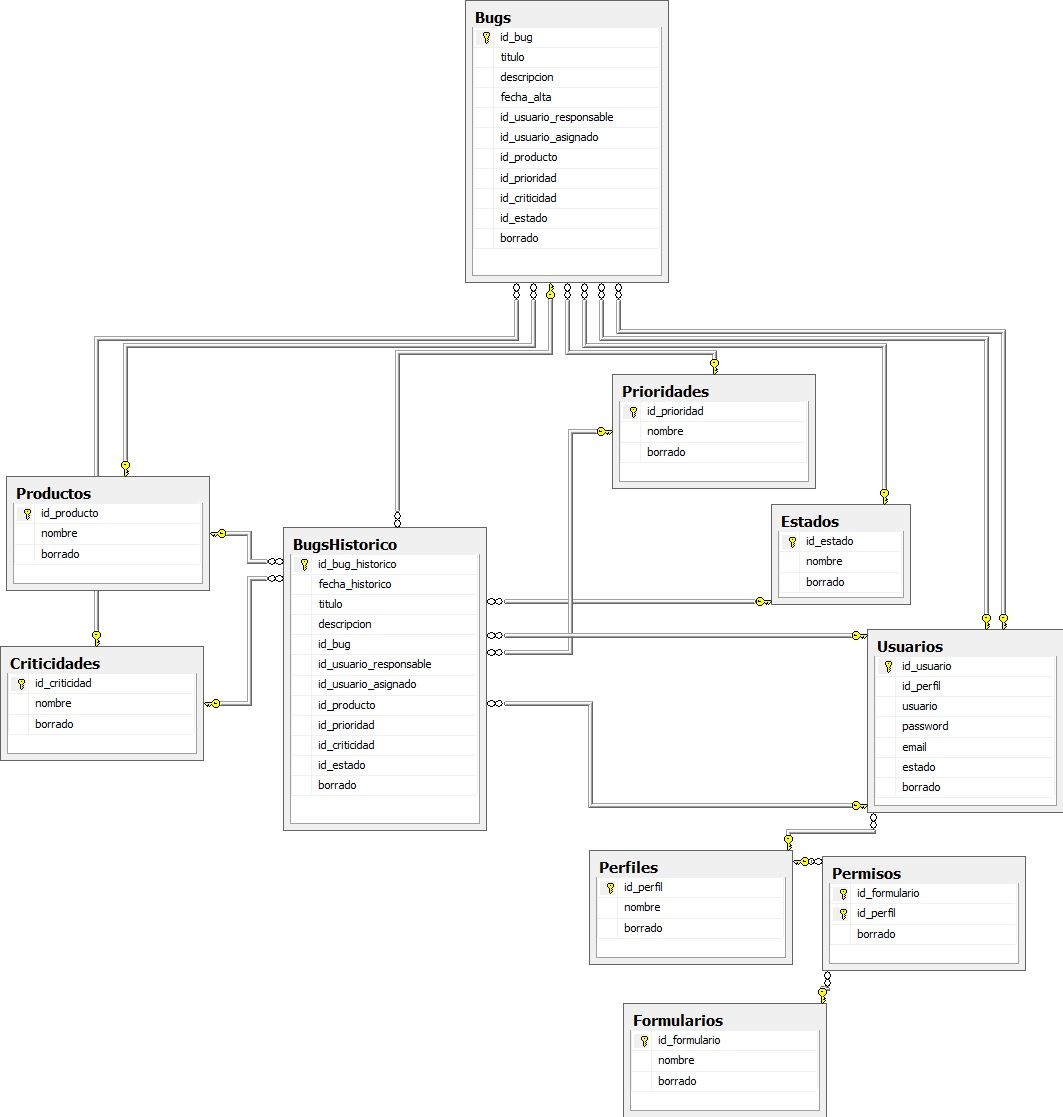 Bugs
id_bug
titulo
descripcion
fecha_alta
id_usuario_responsable
id_usuario_asignado
id_producto
id_prioridad
id_criticidad
id_estado
borrado
Prioridades
id_prioridad
nombre
borrado
Productos
id_producto
nombre
borrado
Estados
id_estado
nombre
borrado
BugsHistorico
id_bug_historico
fecha_historico
titulo
descripcion
id_bug
id_usuario_responsable
id_usuario_asignado
id_producto
id_prioridad
id_criticidad
id_estado
borrado
Criticidades
id_criticidad
nombre
borrado
Usuarios
id_usuario
id_perfil
usuario
password
email
estado
borrado
Perfiles
id_perfil
nombre
borrado
Permisos
id_formulario
id_perfil
borrado
Formularios
id_formulario
nombre
borrado